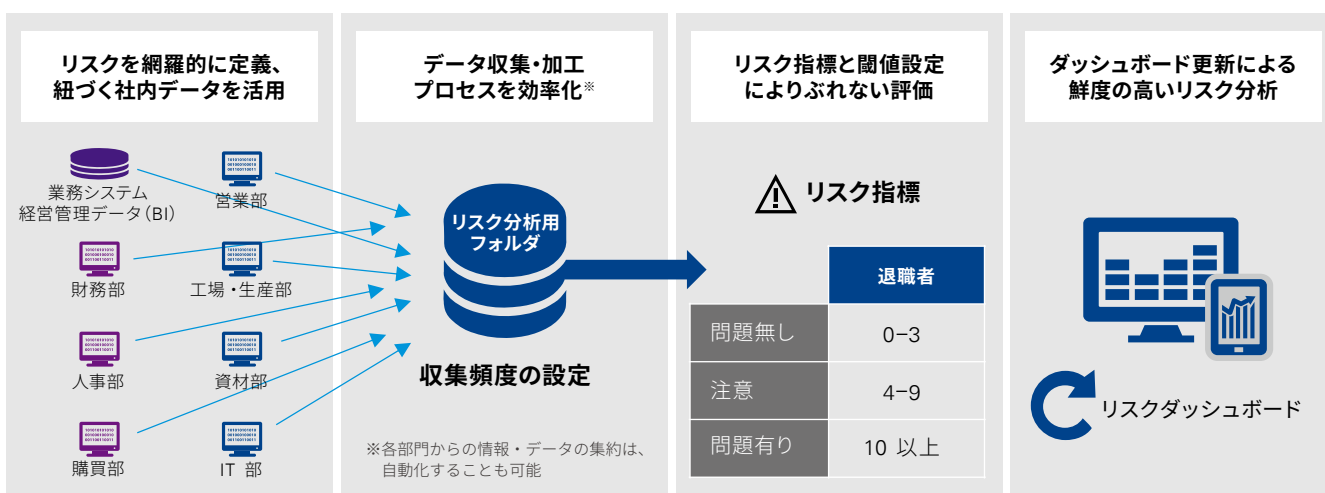 リスクを網羅的に定義、
紐づく社内データを活用
業務システム
経営管理データ(BI)
営業部
財務部
工場・生産部
人事部
資材部
購買部
IT 部
データ収集・加工
プロセスを効率化※
リスク分析用
フォルダ
収集頻度の設定
※各部門からの情報・データの集約は、
自動化することも可能
リスク指標と閾値設定
によりぶれない評価
リスク指標
退職者
問題無し 0−3
注意 4−9
問題有り 10 以上
ダッシュボード更新による
鮮度の高いリスク分析
リスクダッシュボード